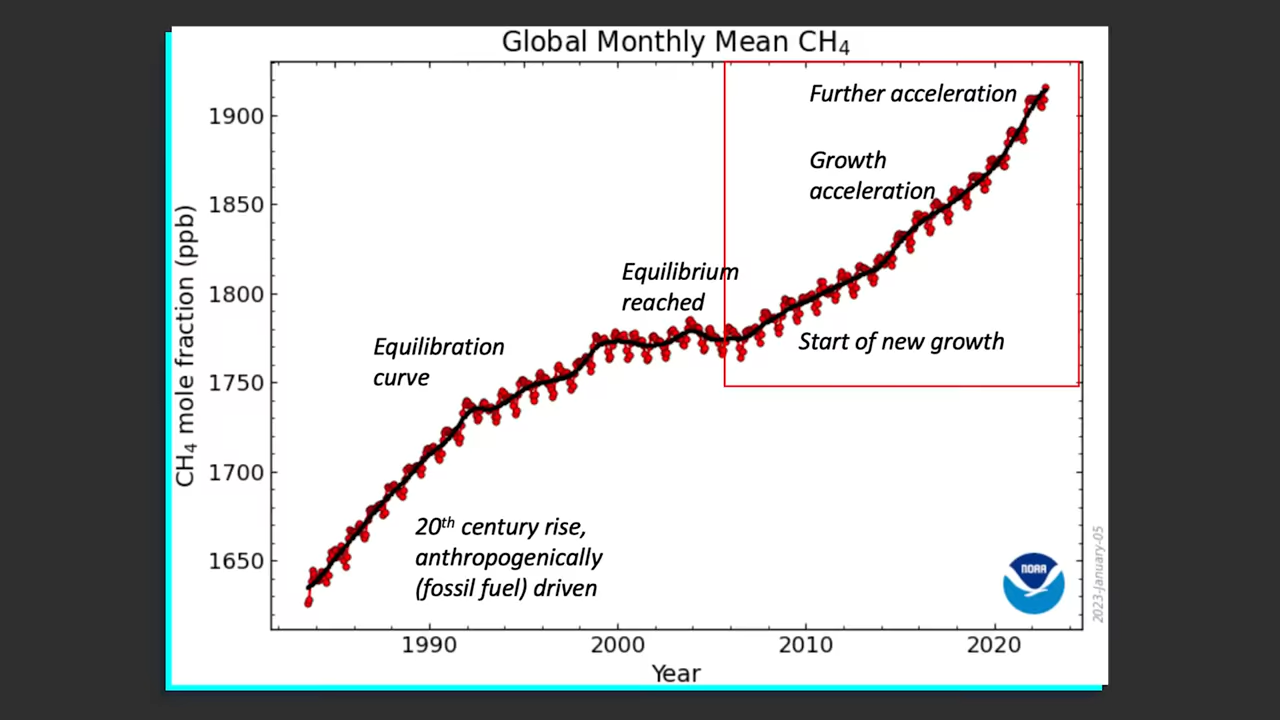 Global Monthly Mean CH₄
Further acceleration
Growth
acceleration
Equilibrium
reached
Start of new growth
Equilibration
curve
20th century rise,
anthropogenically
(fossil fuel) driven
CH₄ mole fraction (ppb)
1900
1850
1800
1750
1700
1650
1990
2000
2010
2020
Year
NOAA
2023-January-05